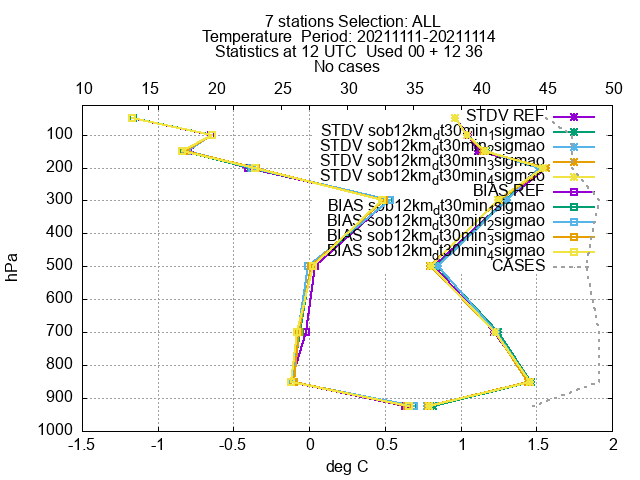 7 stations Selection: ALL
Temperature  Period: 20211111-20211114
Statistics at 12 UTC  Used 00 + 12 36
No cases
10 15 20 25 30 35 40 45 50
STDV REF
STDV sob12km_dt30min_1sigmao
STDV sob12km_dt30min_2sigmao
STDV sob12km_dt30min_3sigmao
STDV sob12km_dt30min_4sigmao
BIAS REF
BIAS sob12km_dt30min_1sigmao
BIAS sob12km_dt30min_2sigmao
BIAS sob12km_dt30min_3sigmao
BIAS sob12km_dt30min_4sigmao
CASES
100
200
300
400
500
600
700
800
900
1000
hPa
-1.5 -1 -0.5 0 0.5 1 1.5 2
deg C